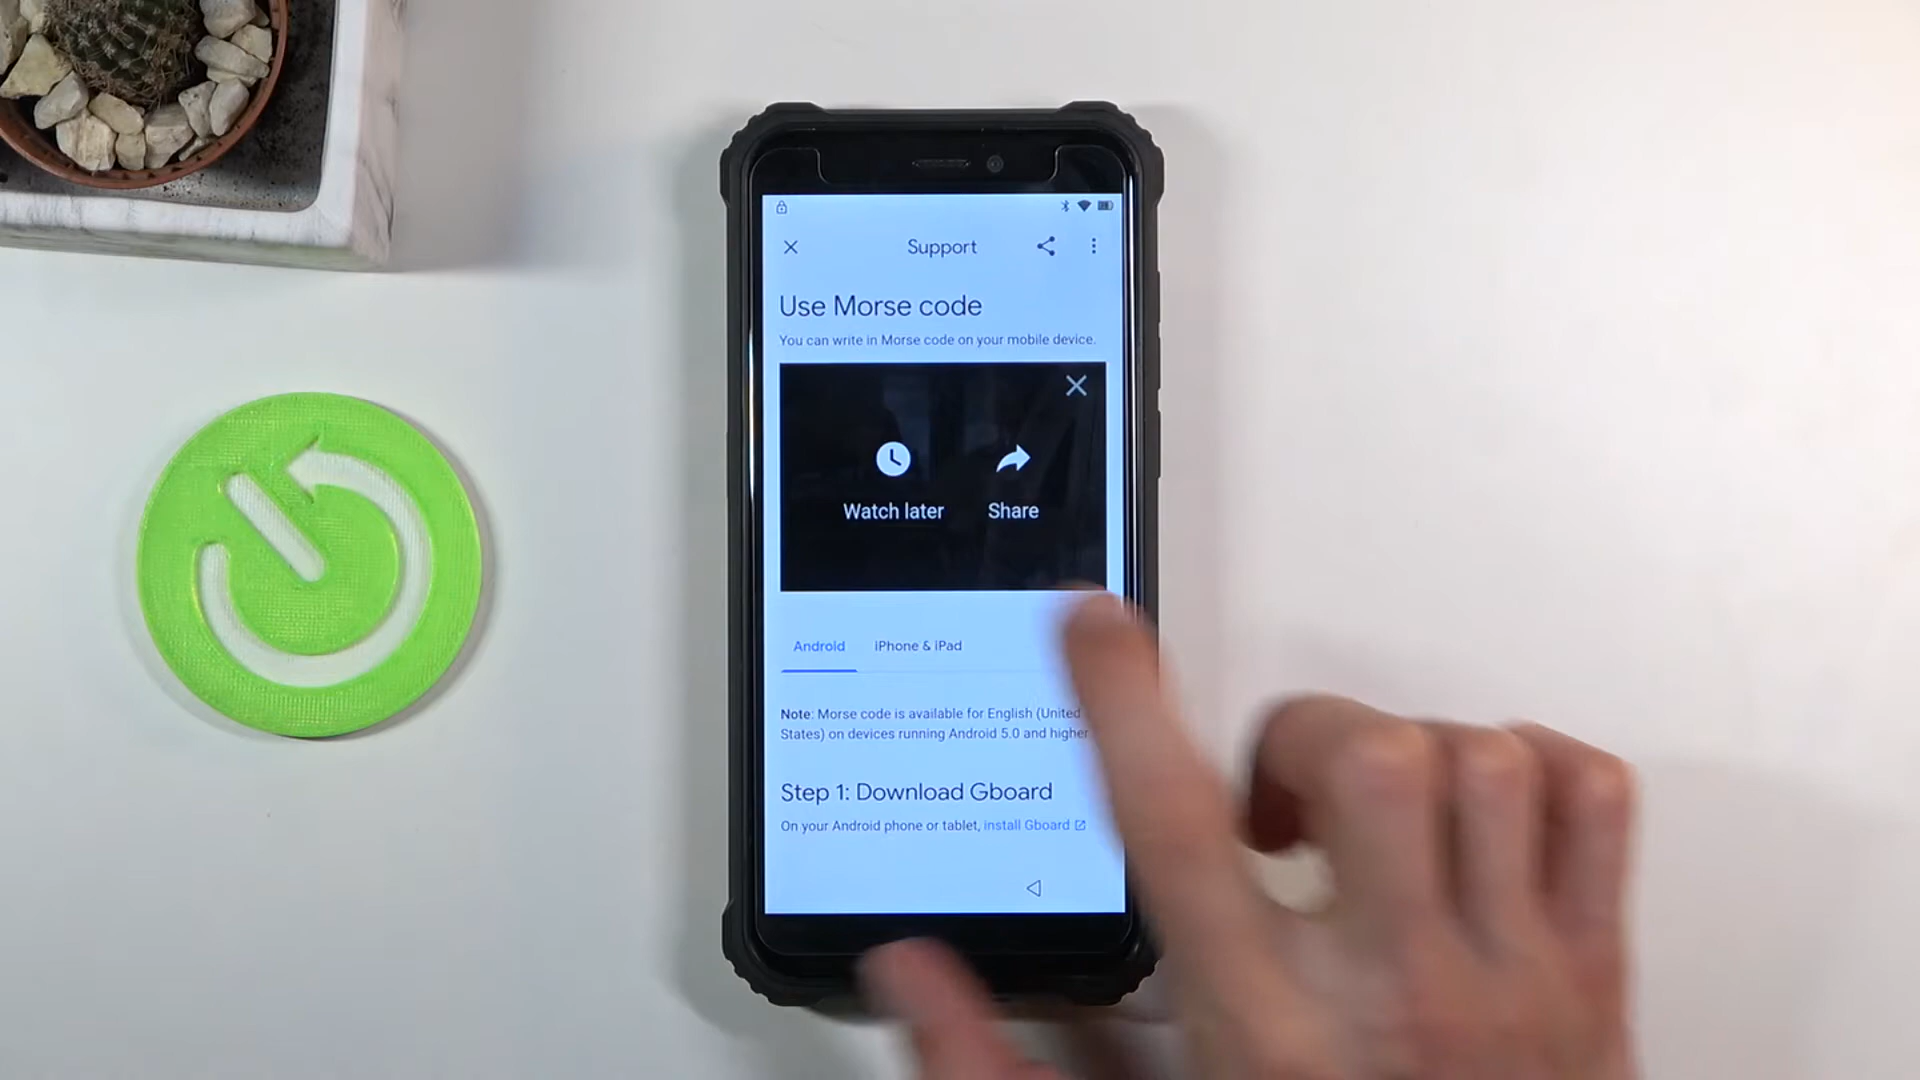 Support
Use Morse code
You can write in Morse code on your mobile device.
Watch later
Share
Android
iPhone & iPad
Note: Morse code is available for English (United
States) on devices running Android 5.0 and higher
Step 1: Download Gboard
On your Android phone or tablet, install Gboard